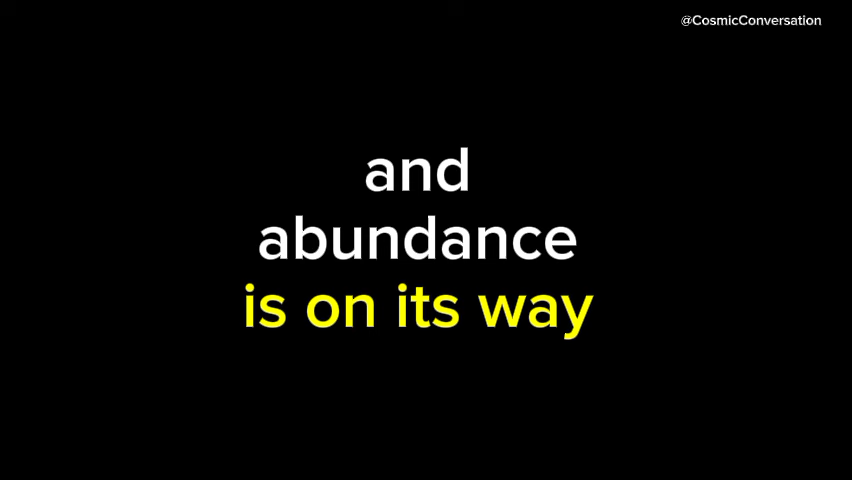 @CosmicConversation
and
abundance
is on its way